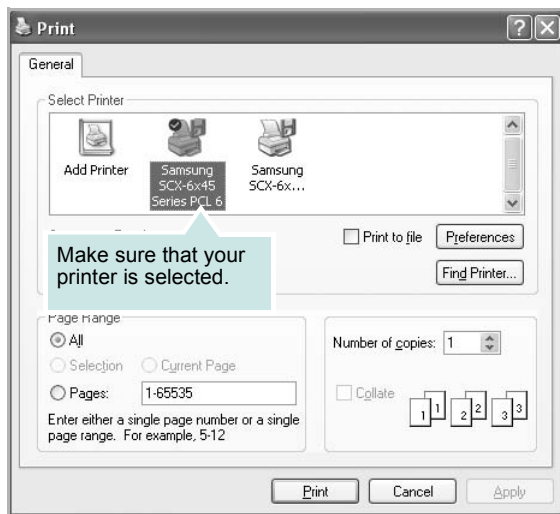 Print
General
Select Printer
Add Printer
Samsung
SCX-6x45
Series PCL 6
Samsung
SCX-6x...
Make sure that your
printer is selected.
Print to file
Preferences
Find Printer...
Page Range
All
Selection
Current Page
Pages:
1-65535
Enter either a single page number or a single
page range. For example, 5-12
Number of copies:
1
Collate
1 1 2 2 3 3
Print
Cancel
Apply